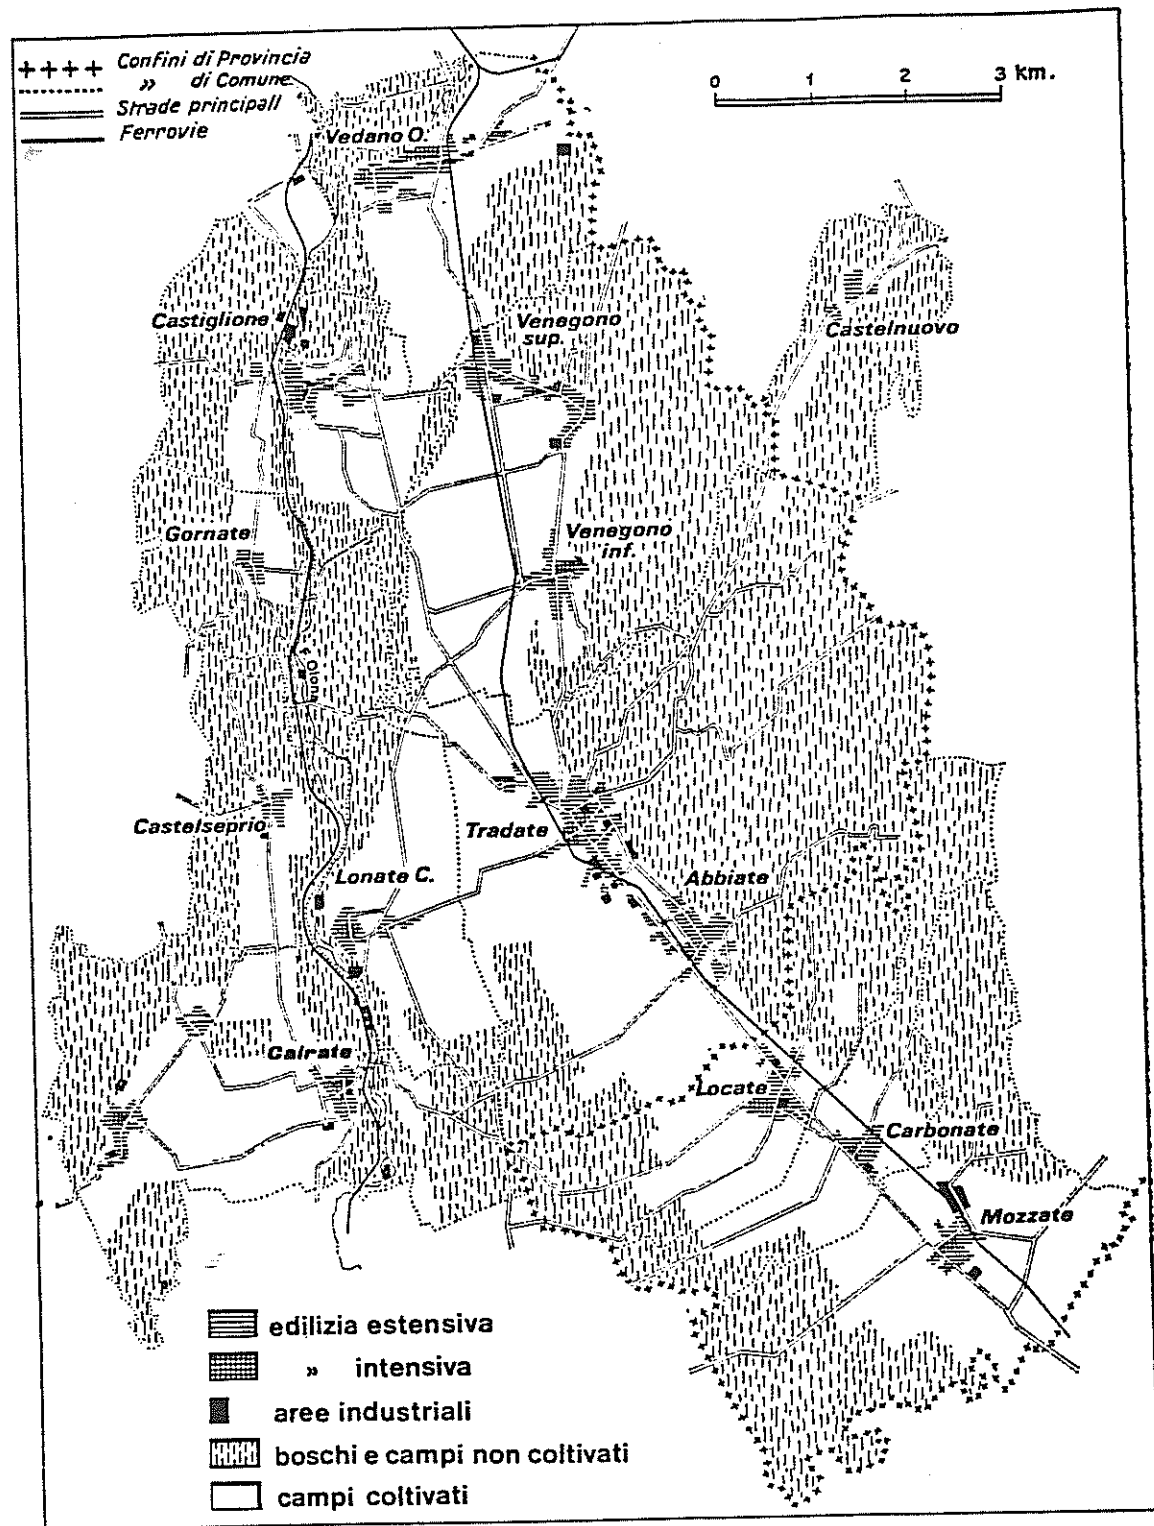 Confini di Provincia
» di Comune
Strade principali
Ferrovie
0 1 2 3 km.
Vedano O.
Castiglione
Venegono
sup.
Castelnuovo
Gornate
Venegono
inf.
F. Olona
Castelseprio
Tradate
Lonate C.
Abbiate
Cairate
Locate
Carbonate
Mozzate
edilizia estensiva
» intensiva
aree industriali
boschi e campi non coltivati
campi coltivati